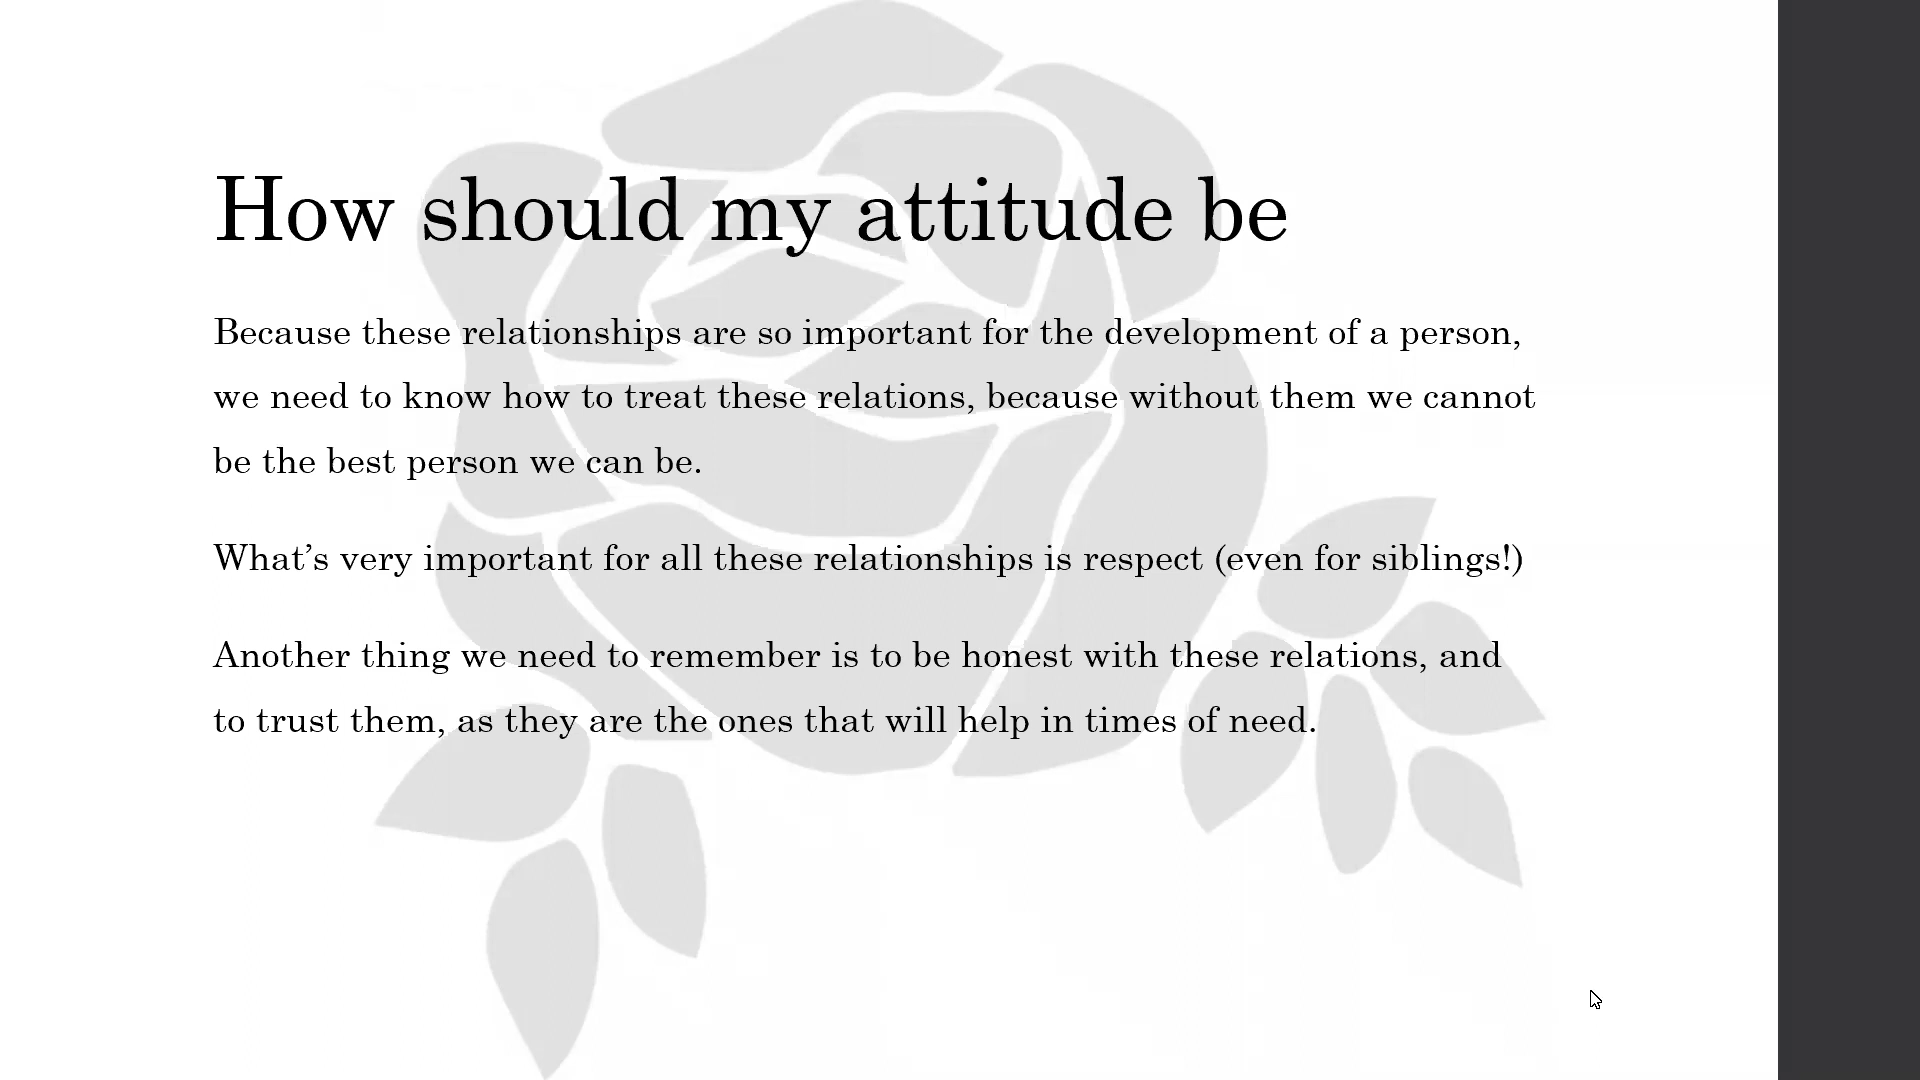 How should my attitude be
Because these relationships are so important for the development of a person,
we need to know how to treat these relations, because without them we cannot
be the best person we can be.
What’s very important for all these relationships is respect (even for siblings!)
Another thing we need to remember is to be honest with these relations, and
to trust them, as they are the ones that will help in times of need.